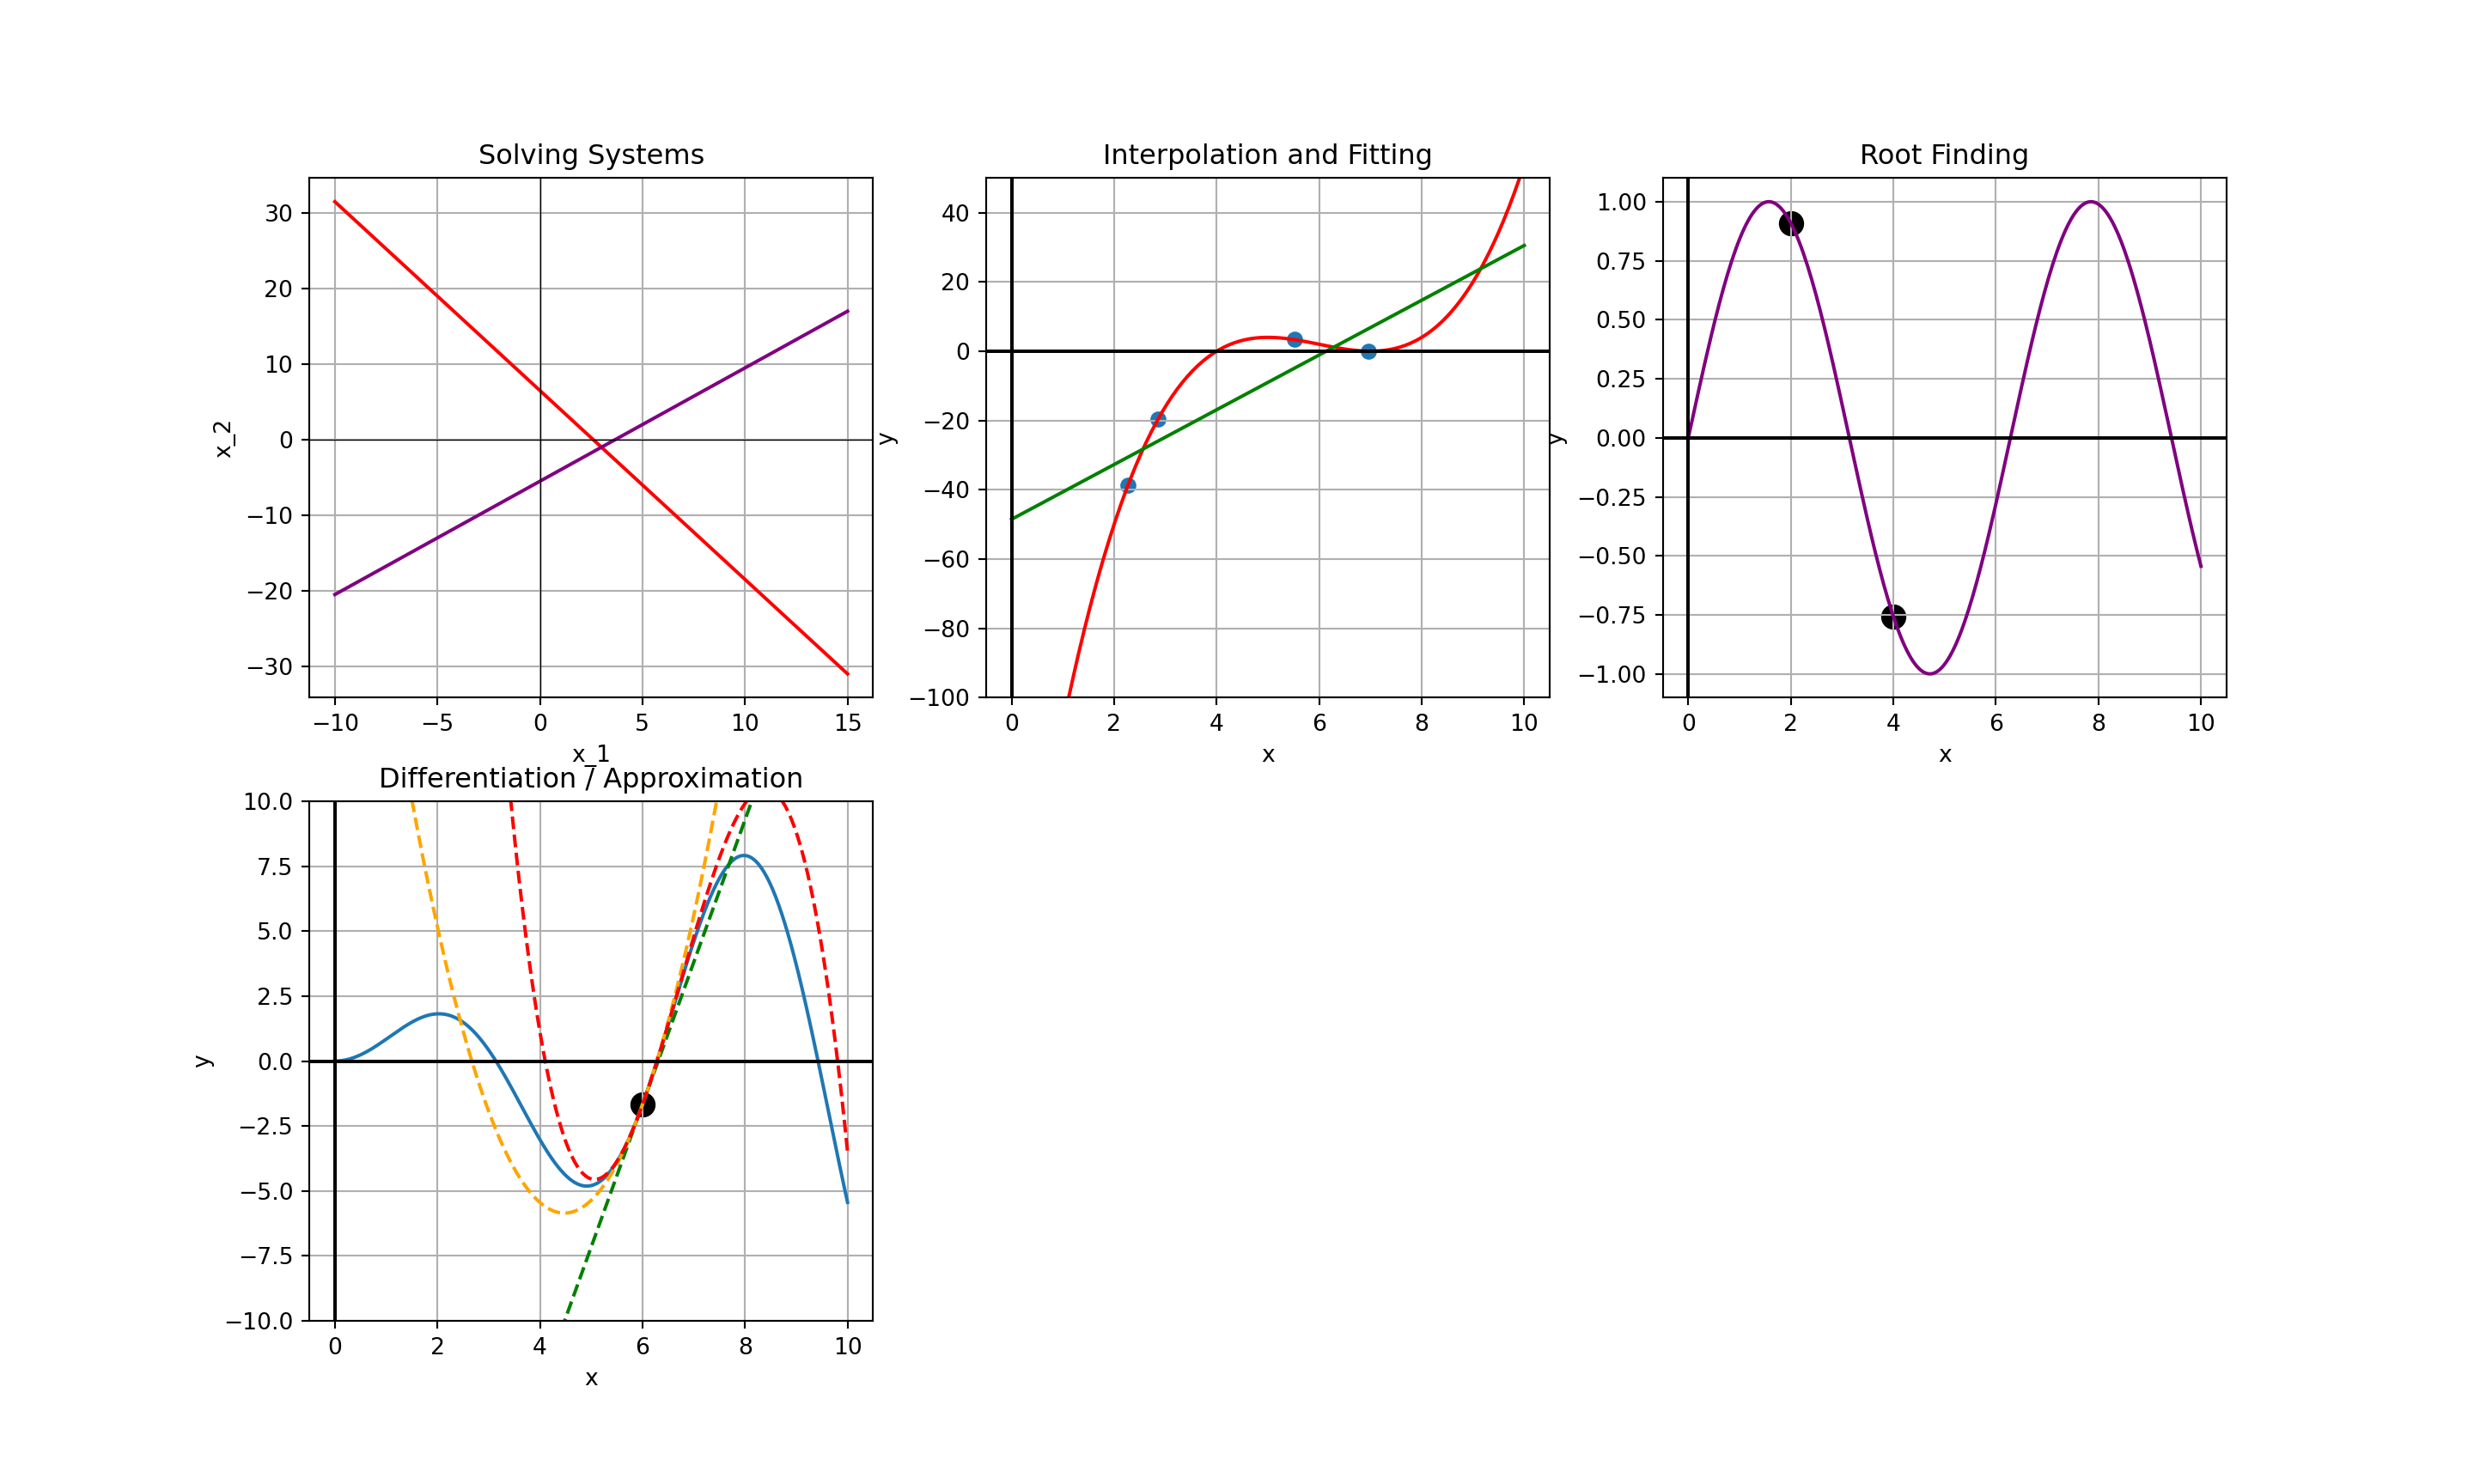 Solving Systems
30
20
10
0
−10
−20
−30
x_2
−10 −5 0 5 10 15
x_1
Interpolation and Fitting
40
20
0
−20
−40
−60
−80
−100
y
0 2 4 6 8 10
x
Root Finding
1.00
0.75
0.50
0.25
0.00
−0.25
−0.50
−0.75
−1.00
y
0 2 4 6 8 10
x
Differentiation / Approximation
10.0
7.5
5.0
2.5
0.0
−2.5
−5.0
−7.5
−10.0
y
0 2 4 6 8 10
x